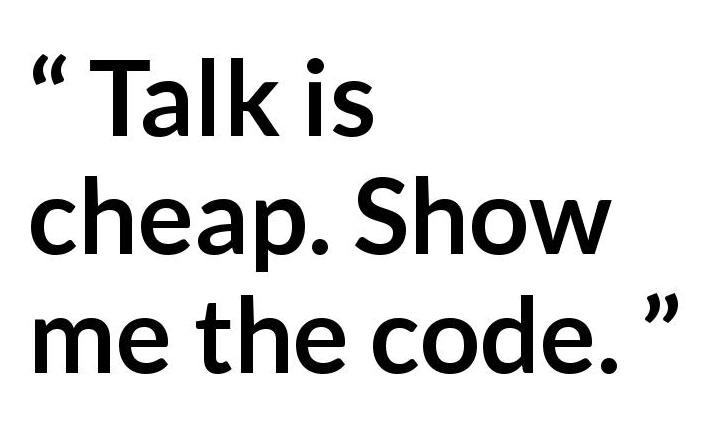 “ Talk is
cheap. Show
me the code. ”